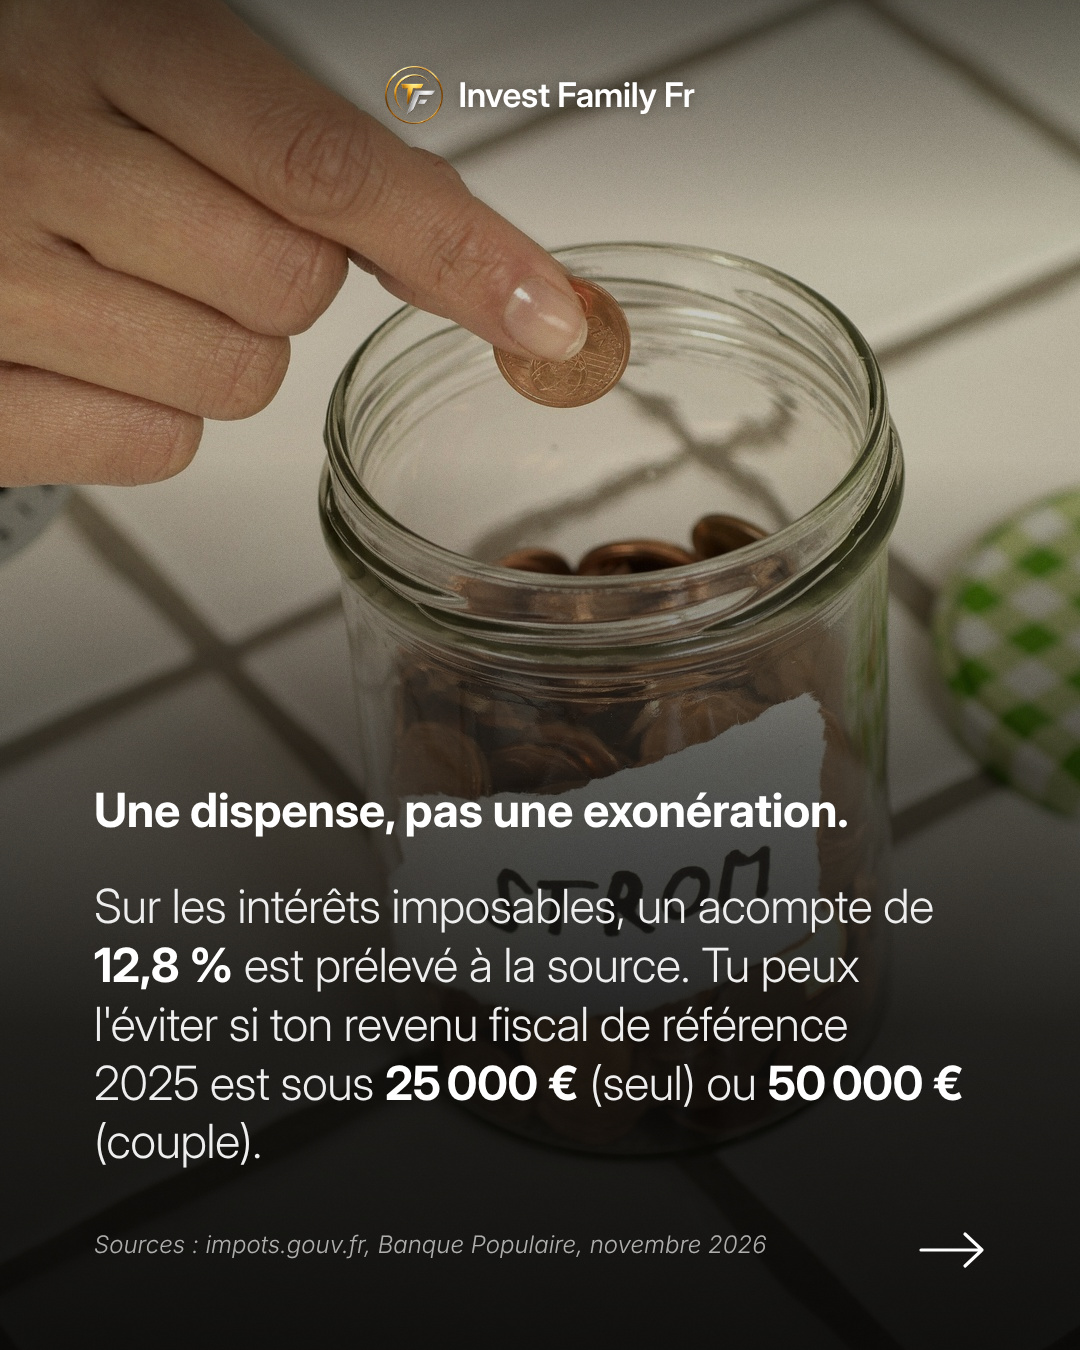 TF
Invest Family Fr
Une dispense, pas une exonération.
STROM
Sur les intérêts imposables, un acompte de
12,8 % est prélevé à la source. Tu peux
l'éviter si ton revenu fiscal de référence
2025 est sous 25 000 € (seul) ou 50 000 €
(couple).
Sources : impots.gouv.fr, Banque Populaire, novembre 2026